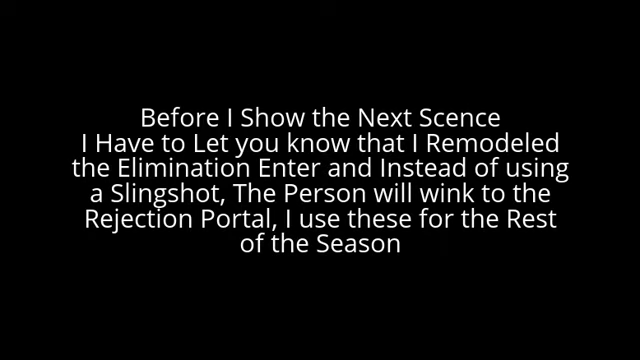 Before I Show the Next Scence
I Have to Let you know that I Remodeled
the Elimination Enter and Instead of using
a Slingshot, The Person will wink to the
Rejection Portal, I use these for the Rest
of the Season